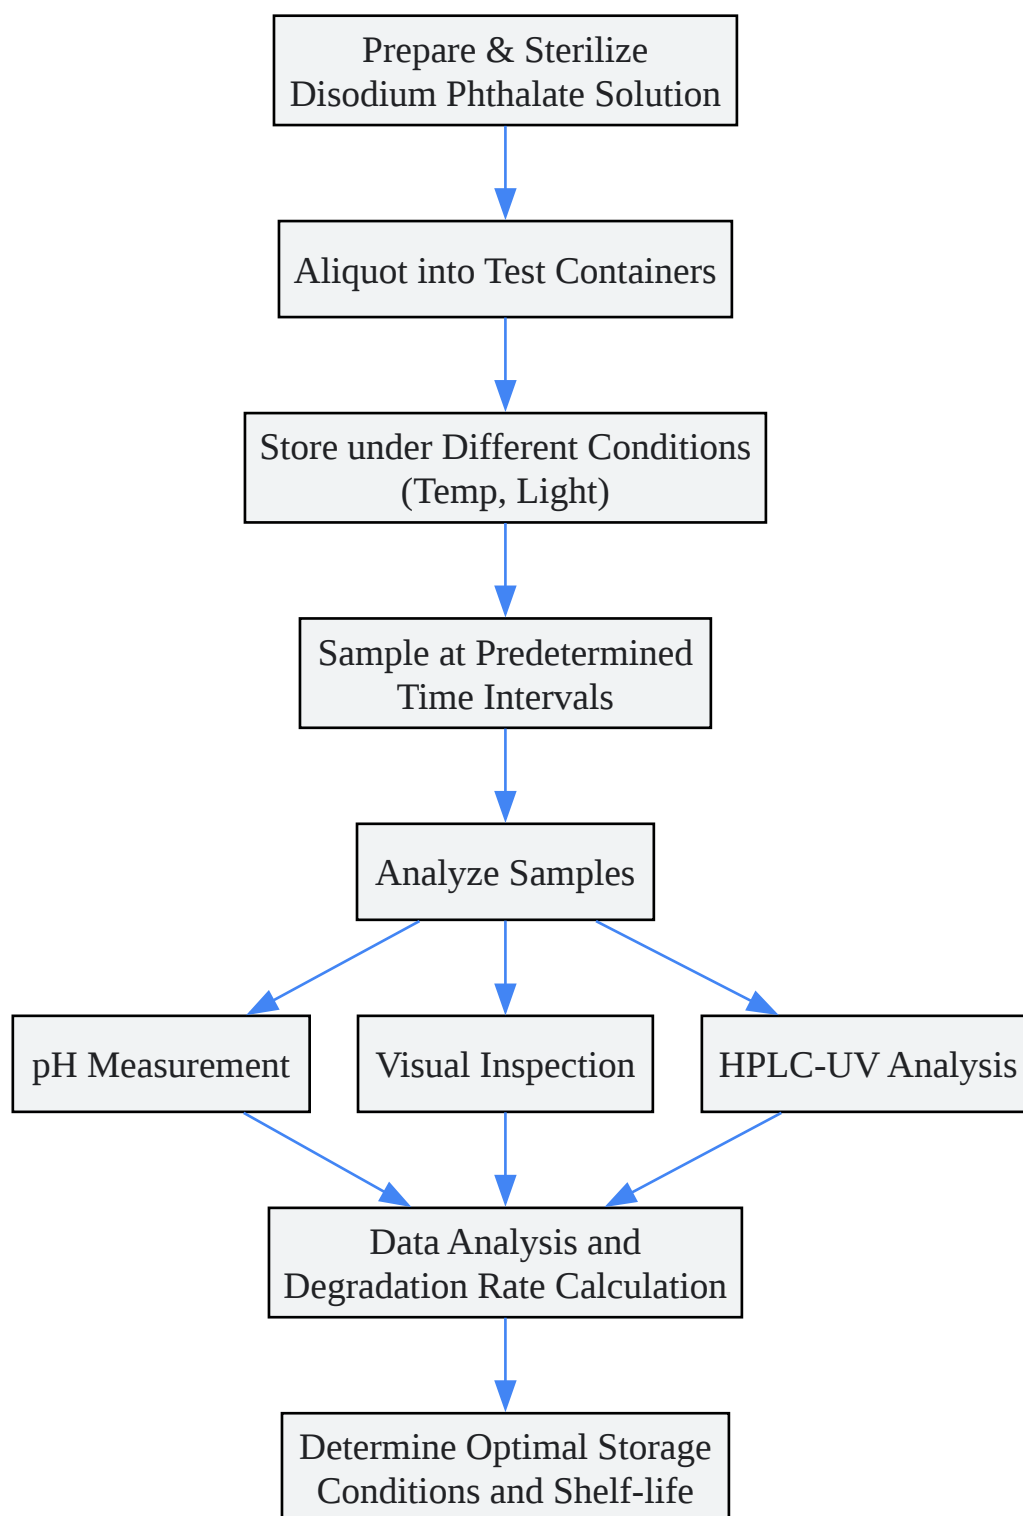 Prepare & Sterilize
Disodium Phthalate Solution
Aliquot into Test Containers
Store under Different Conditions
(Temp, Light)
Sample at Predetermined
Time Intervals
Analyze Samples
pH Measurement
Visual Inspection
HPLC-UV Analysis
Data Analysis and
Degradation Rate Calculation
Determine Optimal Storage
Conditions and Shelf-life